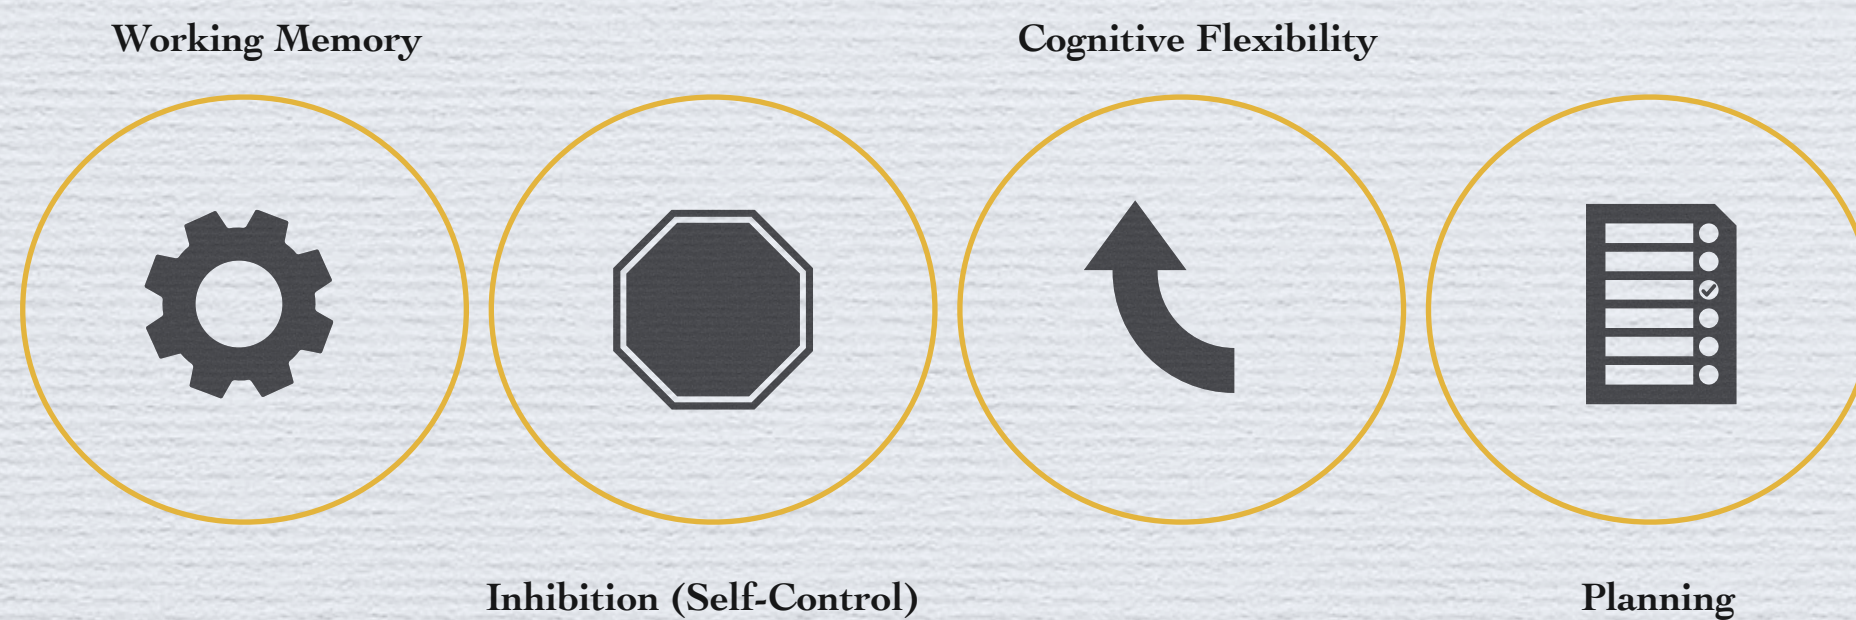 Working Memory
Cognitive Flexibility
Inhibition (Self-Control)
Planning